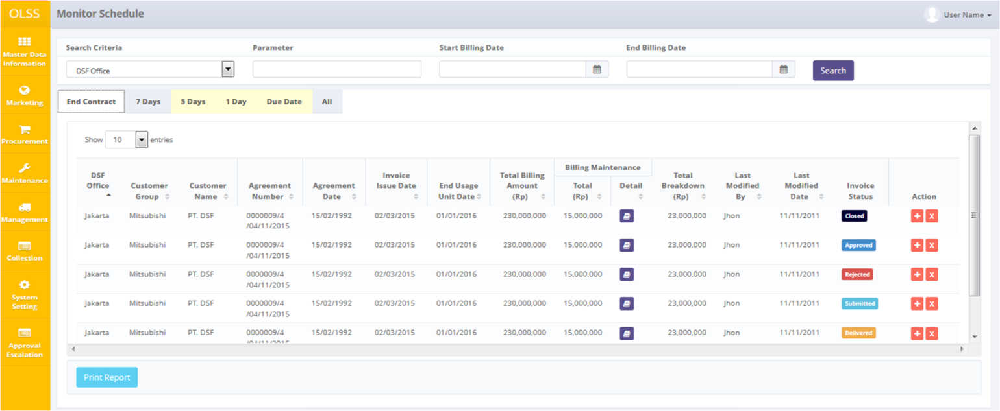 OLSS
Monitor Schedule
User Name
Master Data
Information
Marketing
Procurement
Maintenance
Management
Collection
System
Setting
Approval
Escalation
Search Criteria Parameter Start Billing Date End Billing Date
DSF Office Search
End Contract 7 Days 5 Days 1 Day Due Date All
Show 10 entries
Billing Maintenance
DSF
Office
Customer
Group
Customer
Name
Agreement
Number
Agreement
Date
Invoice
Issue Date
End Usage
Unit Date
Total Billing
Amount
(Rp)
Total
(Rp)
Detail
Total
Breakdown
(Rp)
Last
Modified
By
Last
Modified
Date
Invoice
Status
Action
Jakarta Mitsubishi PT. DSF 0000009/4 15/02/1992 02/03/2015 01/01/2016 230,000,000 15,000,000 23,000,000 Jhon 11/11/2011 Closed + X
/04/11/2015
Jakarta Mitsubishi PT. DSF 0000009/4 15/02/1992 02/03/2015 01/01/2016 230,000,000 15,000,000 23,000,000 Jhon 11/11/2011 Approved + X
/04/11/2015
Jakarta Mitsubishi PT. DSF 0000009/4 15/02/1992 02/03/2015 01/01/2016 230,000,000 15,000,000 23,000,000 Jhon 11/11/2011 Rejected + X
/04/11/2015
Jakarta Mitsubishi PT. DSF 0000009/4 15/02/1992 02/03/2015 01/01/2016 230,000,000 15,000,000 23,000,000 Jhon 11/11/2011 Submitted + X
/04/11/2015
Jakarta Mitsubishi PT. DSF 0000009/4 15/02/1992 02/03/2015 01/01/2016 230,000,000 15,000,000 23,000,000 Jhon 11/11/2011 Delivered + X
/04/11/2015
Print Report